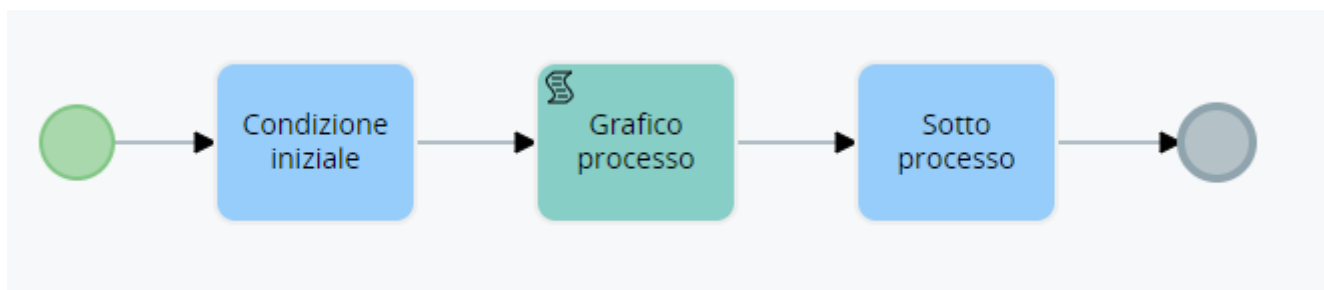 Condizione
iniziale
Grafico
processo
Sotto
processo